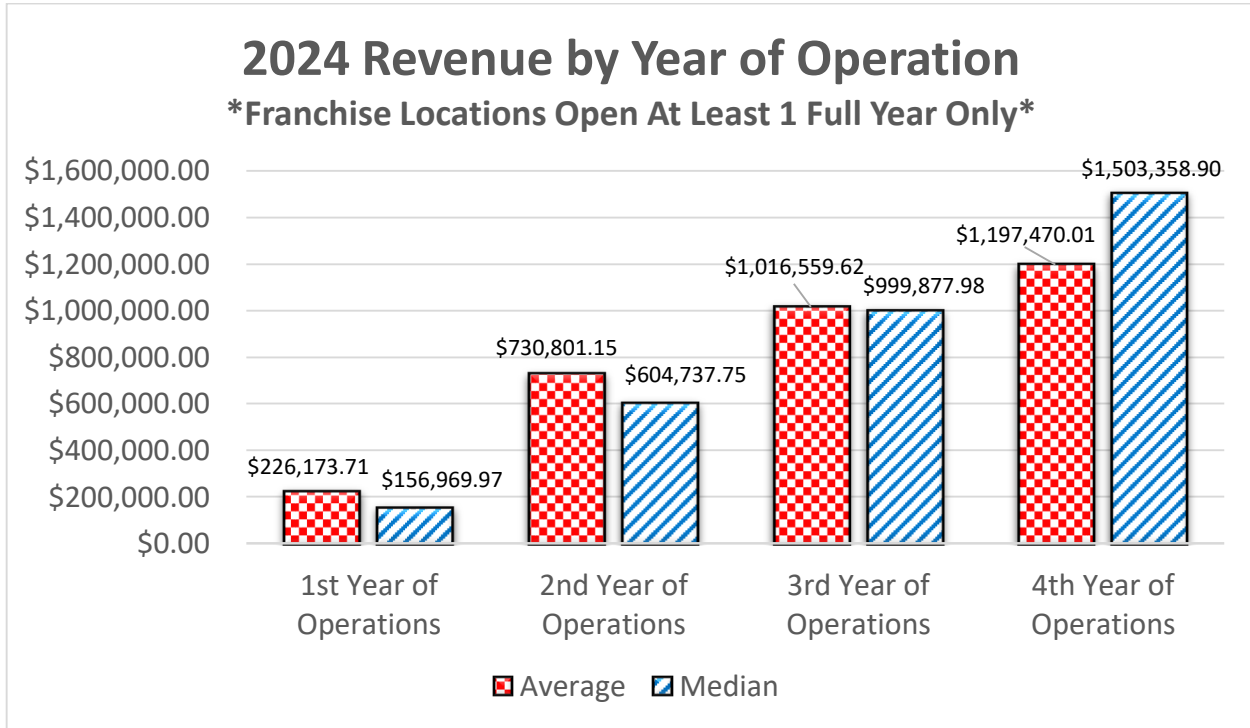 2024 Revenue by Year of Operation
*Franchise Locations Open At Least 1 Full Year Only*
$1,600,000.00
$1,400,000.00
$1,200,000.00
$1,000,000.00
$800,000.00
$600,000.00
$400,000.00
$200,000.00
$0.00
$226,173.71
$156,969.97
$730,801.15
$604,737.75
$1,016,559.62
$999,877.98
$1,197,470.01
$1,503,358.90
1st Year of
Operations
2nd Year of
Operations
3rd Year of
Operations
4th Year of
Operations
Average
Median